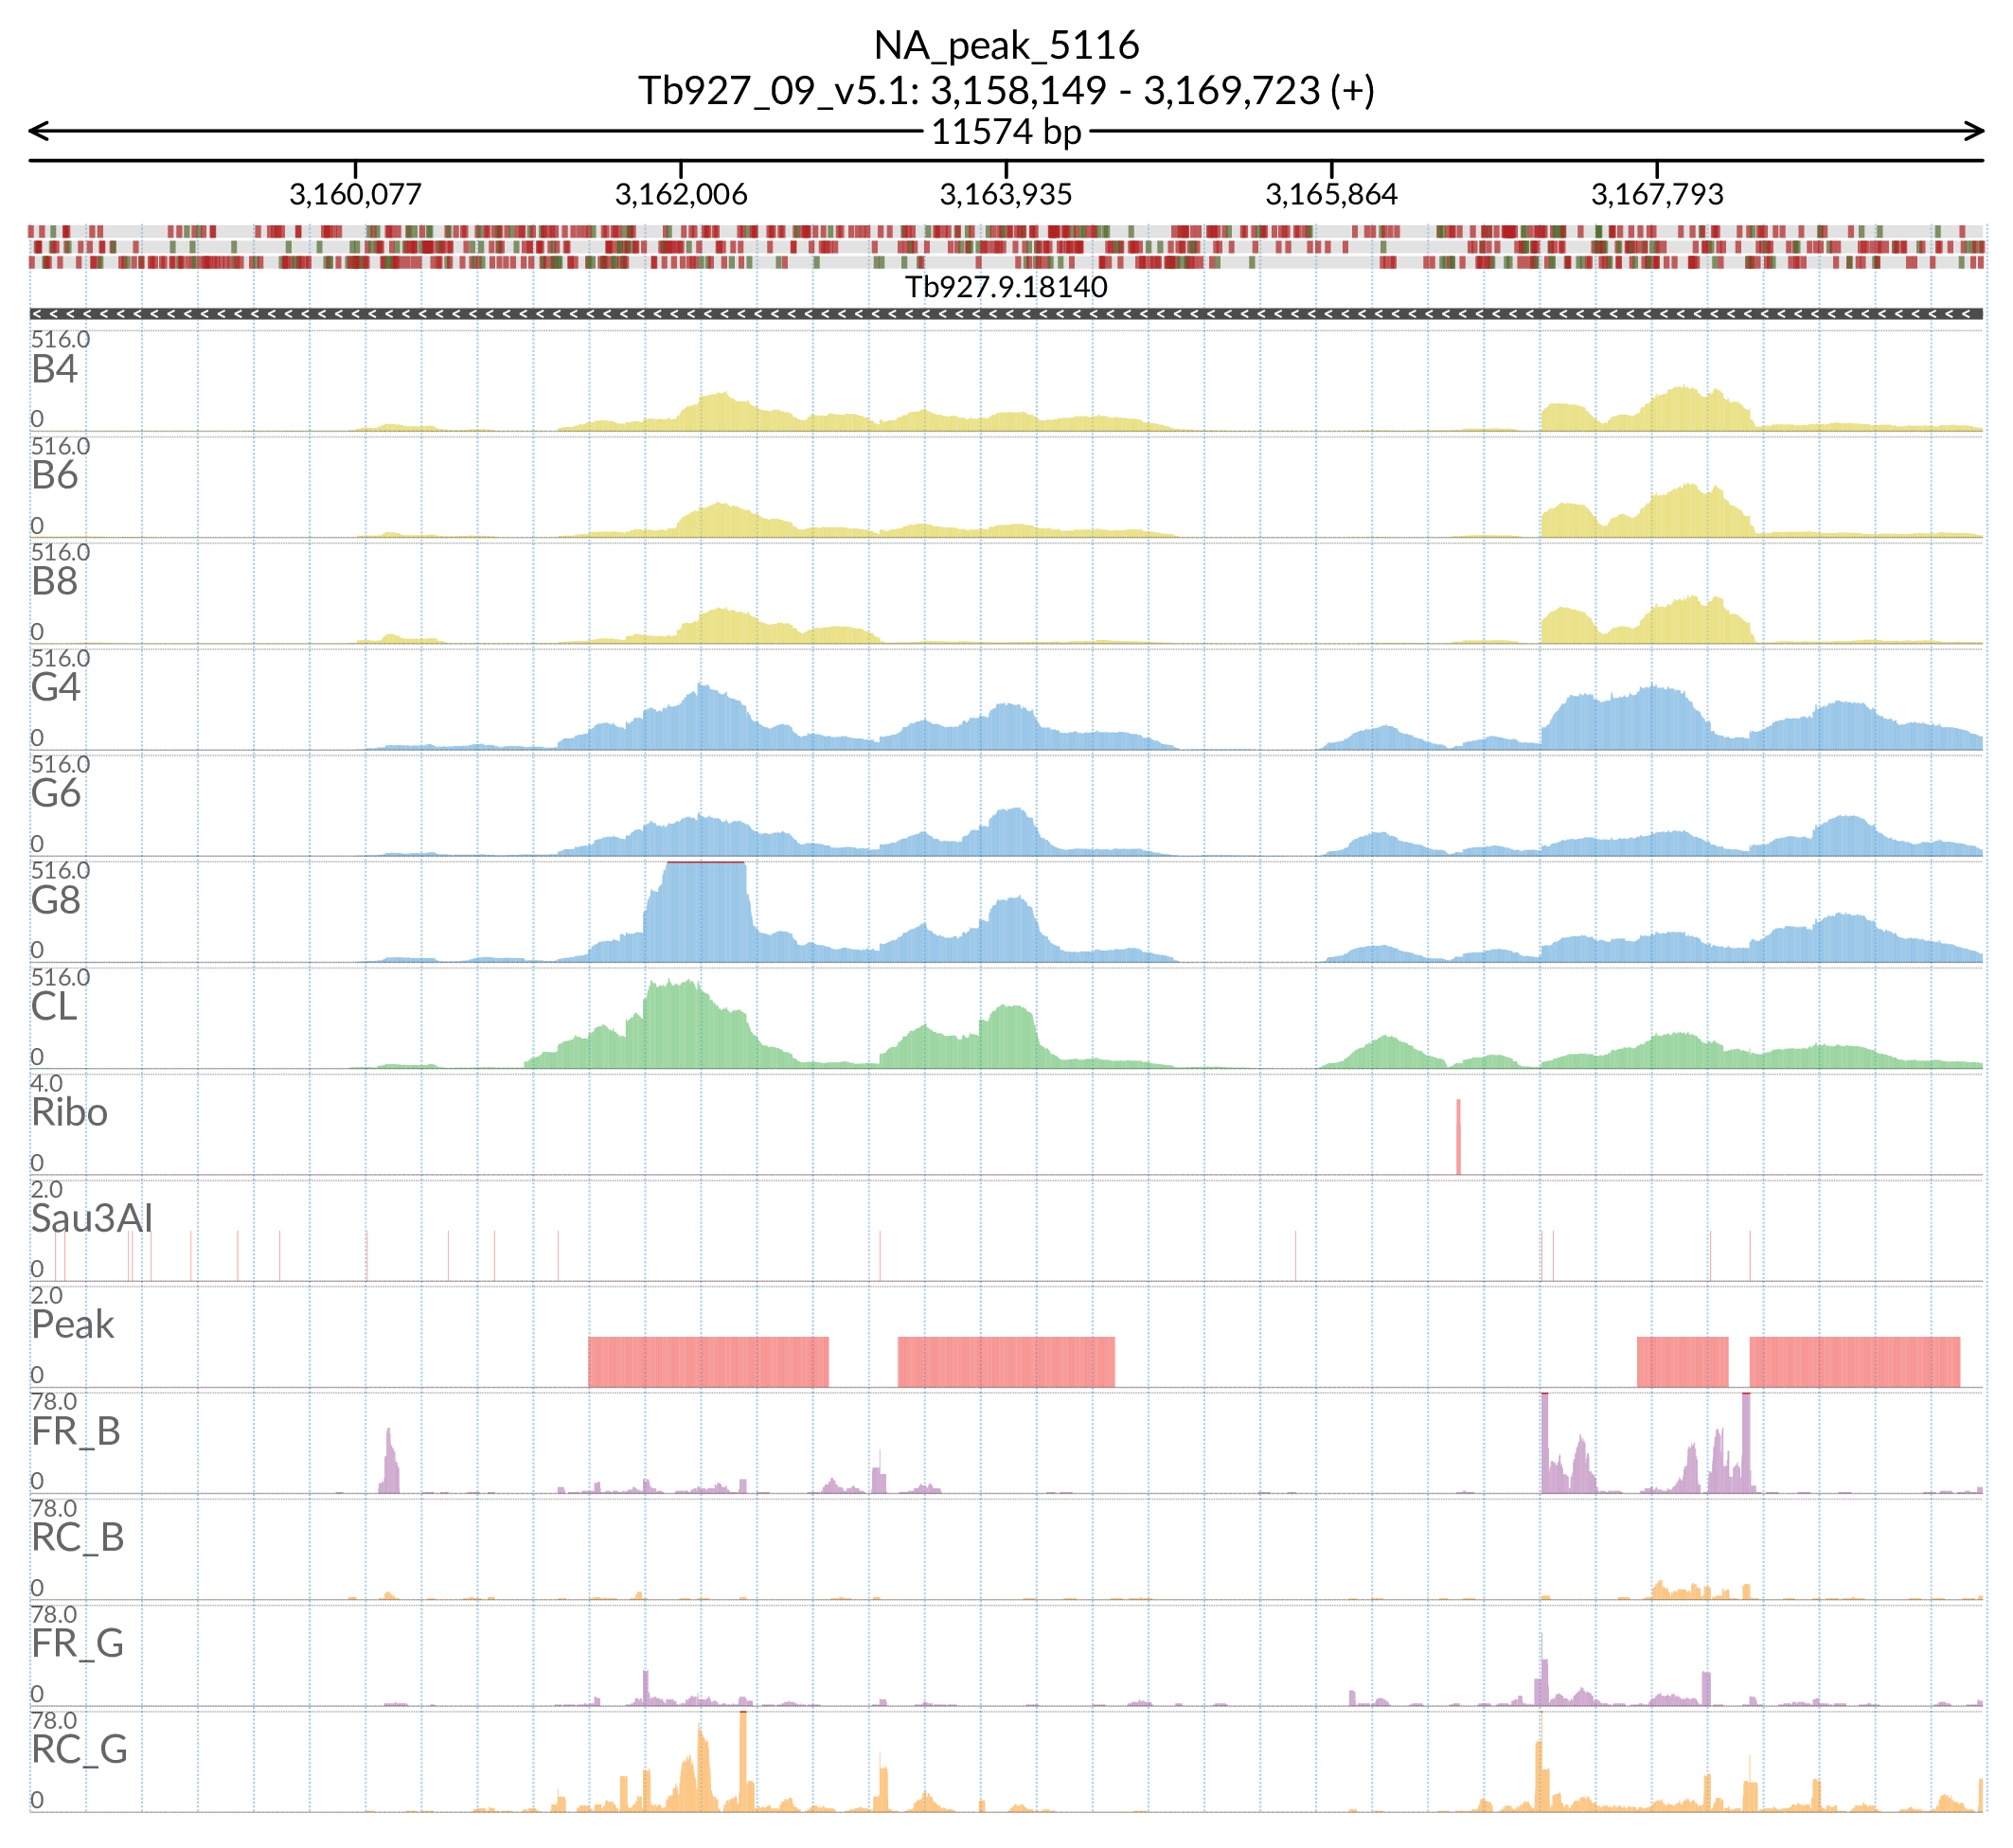 NA_peak_5116
Tb927_09_v5.1: 3,158,149 - 3,169,723 (+)
11574 bp
3,160,077 3,162,006 3,163,935 3,165,864 3,167,793
Tb927.9.18140
516.0
B4
0
516.0
B6
0
516.0
B8
0
516.0
G4
0
516.0
G6
0
516.0
G8
0
516.0
CL
0
4.0
Ribo
0
2.0
Sau3AI
0
2.0
Peak
0
78.0
FR_B
0
78.0
RC_B
0
78.0
FR_G
0
78.0
RC_G
0